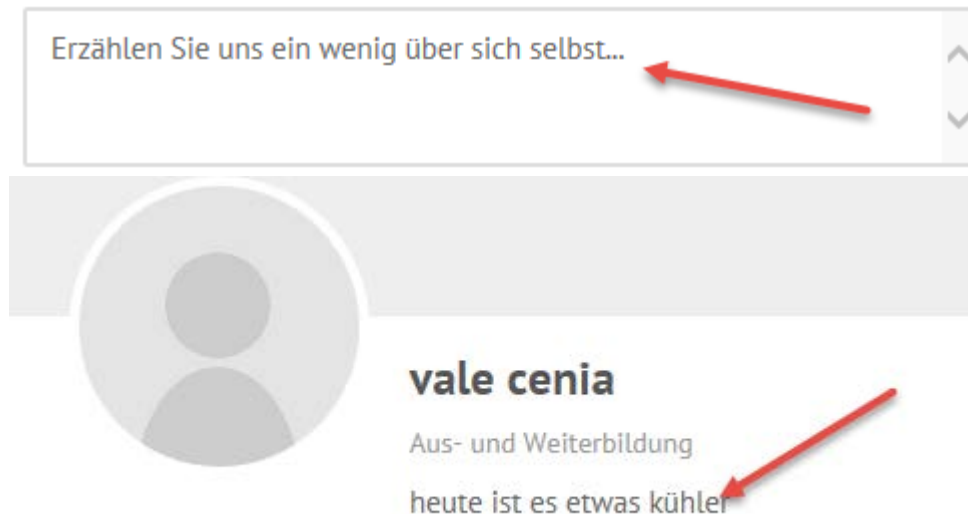 Erzählen Sie uns ein wenig über sich selbst...
vale cenia
Aus- und Weiterbildung
heute ist es etwas kühler